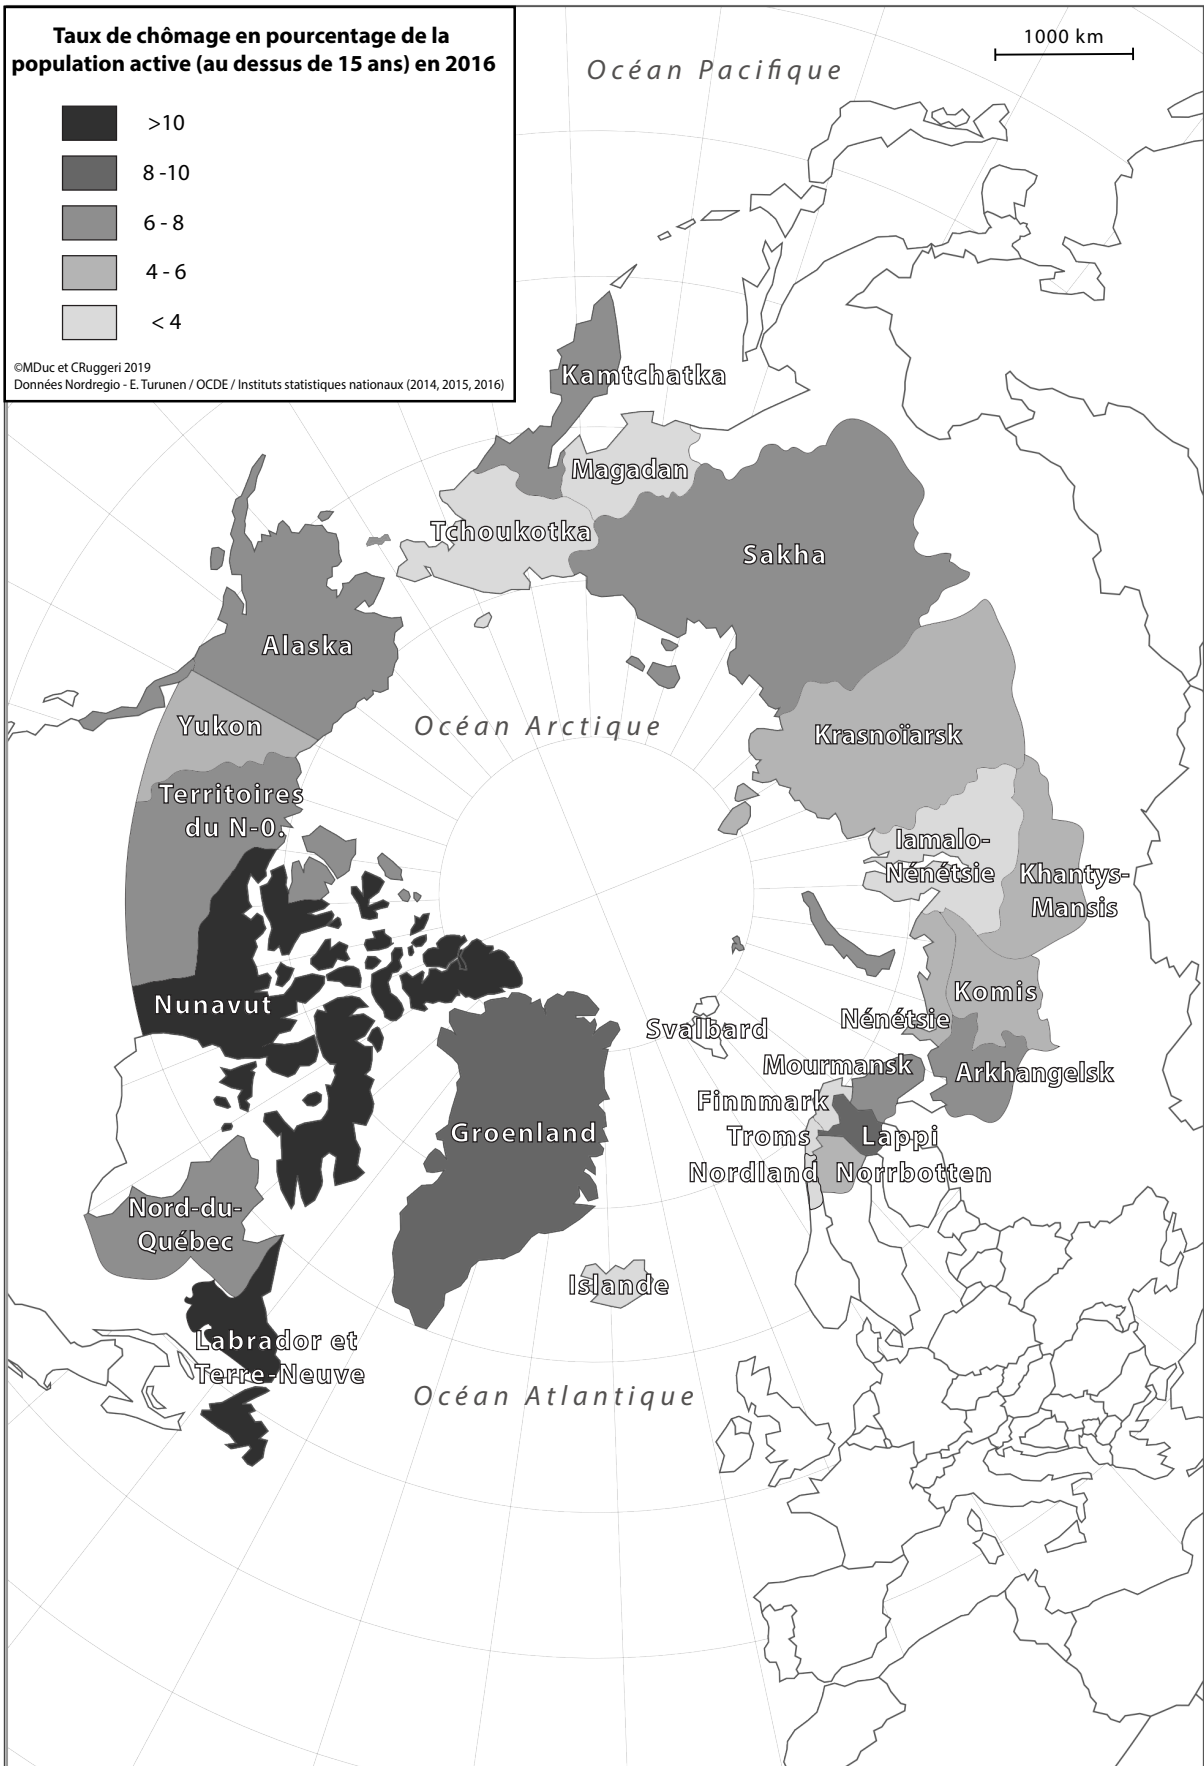 Taux de chômage en pourcentage de la
population active (au dessus de 15 ans) en 2016
>10
8 -10
6 - 8
4 - 6
< 4
©MDuc et CRuggeri 2019
Données Nordregio - E. Turunen / OCDE / Instituts statistiques nationaux (2014, 2015, 2016)
1000 km
Océan Pacifique
Kamtchatka
Magadan
Tchoukotka
Sakha
Alaska
Océan Arctique
Yukon
Krasnoïarsk
Territoires
du N-O.
Iamalo-
Nénétsie
Khantys-
Mansis
Nunavut
Komis
Svalbard
Nénétsie
Mourmansk
Arkhangelsk
Finnmark
Groenland
Troms
Lappi
Nordland
Norrbotten
Nord-du-
Québec
Islande
Labrador et
Terre-Neuve
Océan Atlantique